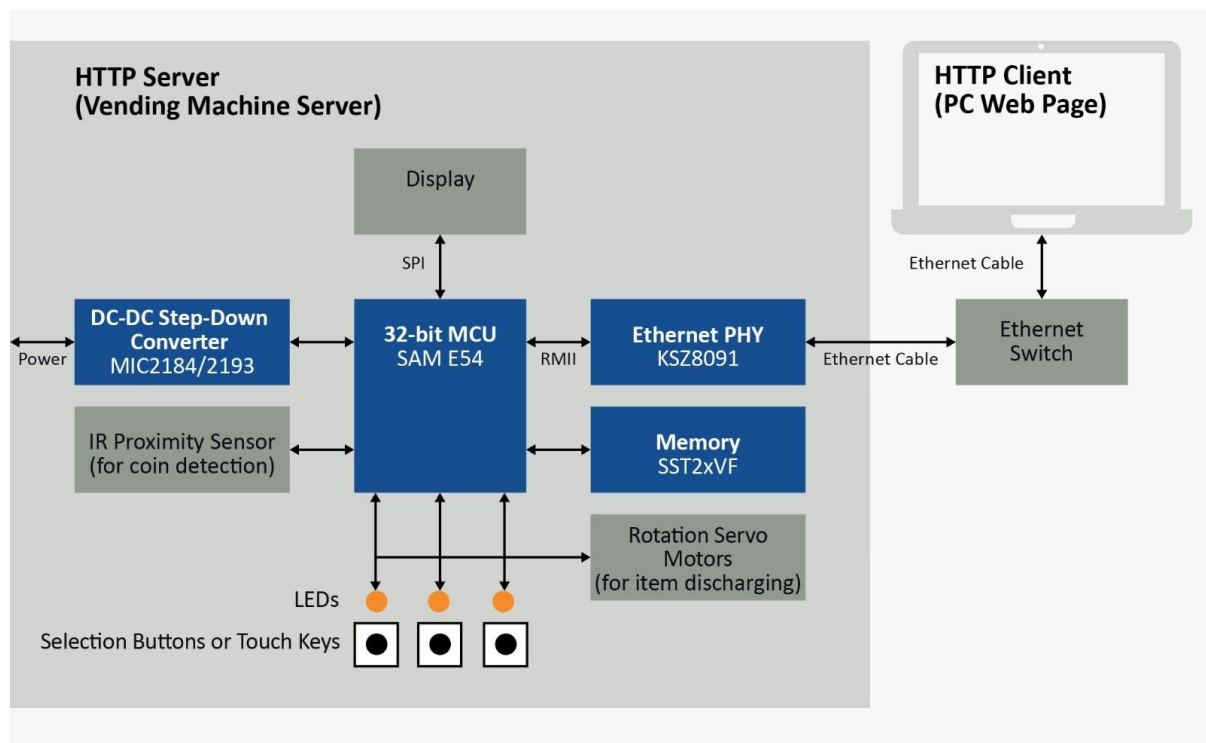 HTTP Server
(Vending Machine Server)
HTTP Client
(PC Web Page)
Display
SPI
Ethernet Cable
DC-DC Step-Down
Converter
MIC2184/2193
Power
32-bit MCU
SAM E54
RMII
Ethernet PHY
KSZ8091
Ethernet Cable
Ethernet
Switch
IR Proximity Sensor
(for coin detection)
Memory
SST2xVF
Rotation Servo
Motors
(for item discharging)
LEDs
Selection Buttons or Touch Keys